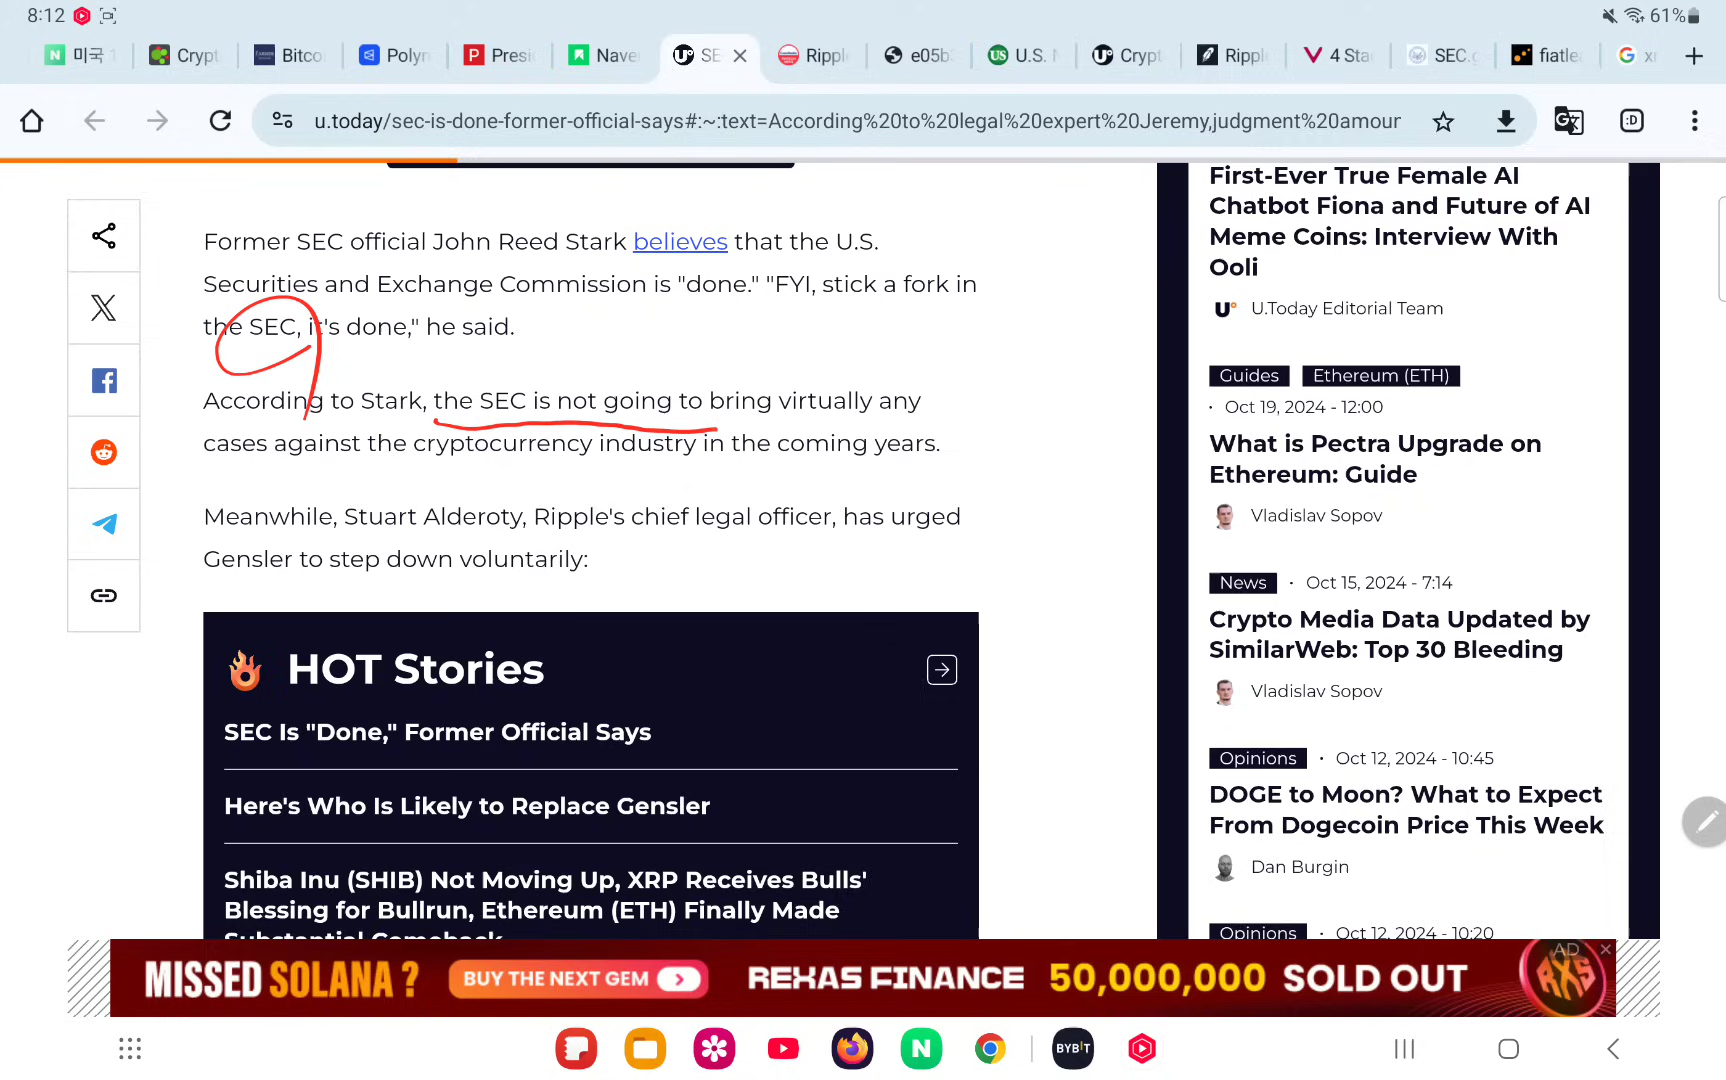 8:12
61%
미국
Crypt
Bitco
Polyn
Presi
Nave
SE
Ripple
e05b
U.S. N
Crypt
Ripple
4 Sta
SEC.g
fiatle
xr
u.today/sec-is-done-former-official-says#:~:text=According%20to%20legal%20expert%20Jeremy,judgment%20amour
Former SEC official John Reed Stark believes that the U.S.
Securities and Exchange Commission is "done." "FYI, stick a fork in
the SEC, it's done," he said.
According to Stark, the SEC is not going to bring virtually any
cases against the cryptocurrency industry in the coming years.
Meanwhile, Stuart Alderoty, Ripple's chief legal officer, has urged
Gensler to step down voluntarily:
HOT Stories
SEC Is "Done," Former Official Says
Here's Who Is Likely to Replace Gensler
Shiba Inu (SHIB) Not Moving Up, XRP Receives Bulls'
Blessing for Bullrun, Ethereum (ETH) Finally Made
Substantial Comeback
First-Ever True Female AI
Chatbot Fiona and Future of AI
Meme Coins: Interview With
Ooli
U.Today Editorial Team
Guides Ethereum (ETH)
· Oct 19, 2024 - 12:00
What is Pectra Upgrade on
Ethereum: Guide
Vladislav Sopov
News · Oct 15, 2024 - 7:14
Crypto Media Data Updated by
SimilarWeb: Top 30 Bleeding
Vladislav Sopov
Opinions · Oct 12, 2024 - 10:45
DOGE to Moon? What to Expect
From Dogecoin Price This Week
Dan Burgin
Opinions · Oct 12, 2024 - 10:20
MISSED SOLANA ? BUY THE NEXT GEM REXAS FINANCE 50,000,000 SOLD OUT
AD
RXS
BYBIT